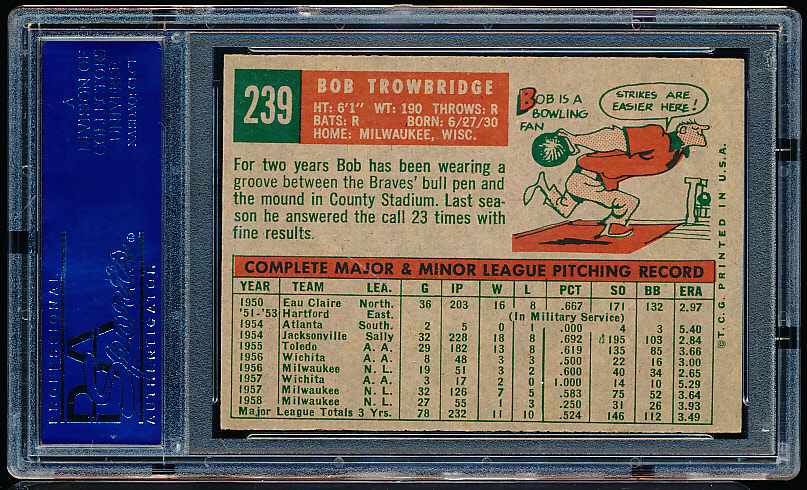 239
BOB TROWBRIDGE
HT: 6'1" WT: 190 THROWS: R
BATS: R BORN: 6/27/30
HOME: MILWAUKEE, WISC.
BOB IS A
BOWLING
FAN
STRIKES ARE
EASIER HERE!
For two years Bob has been wearing a
groove between the Braves' bull pen and
the mound in County Stadium. Last sea-
son he answered the call 23 times with
fine results.
COMPLETE MAJOR & MINOR LEAGUE PITCHING RECORD
YEAR TEAM LEA. G IP W L PCT SO BB ERA
1950 Eau Claire North. 36 203 16 8 .667 171 132 2.97
'51-'53 Hartford East. (In Military Service)
1954 Atlanta South. 2 5 0 1 .000 4 3 5.40
1954 Jacksonville Sally 32 228 18 8 .692 195 103 2.84
1955 Toledo A. A. 29 182 13 8 .619 135 85 3.66
1956 Wichita A. A. 8 48 3 3 .500 22 16 3.00
1956 Milwaukee N. L. 19 51 3 2 .600 40 34 2.65
1957 Wichita A. A. 3 17 2 0 1.000 14 10 5.29
1957 Milwaukee N. L. 32 126 7 5 .583 75 52 3.64
1958 Milwaukee N. L. 27 55 1 3 .250 31 26 3.93
Major League Totals 3 Yrs. 78 232 11 10 .524 146 112 3.49
© T.C.G. PRINTED IN U.S.A.
PSA
Sports ®
PROFESSIONAL
AUTHENTICATOR
A
DIVISION OF
COLLECTORS
UNIVERSE